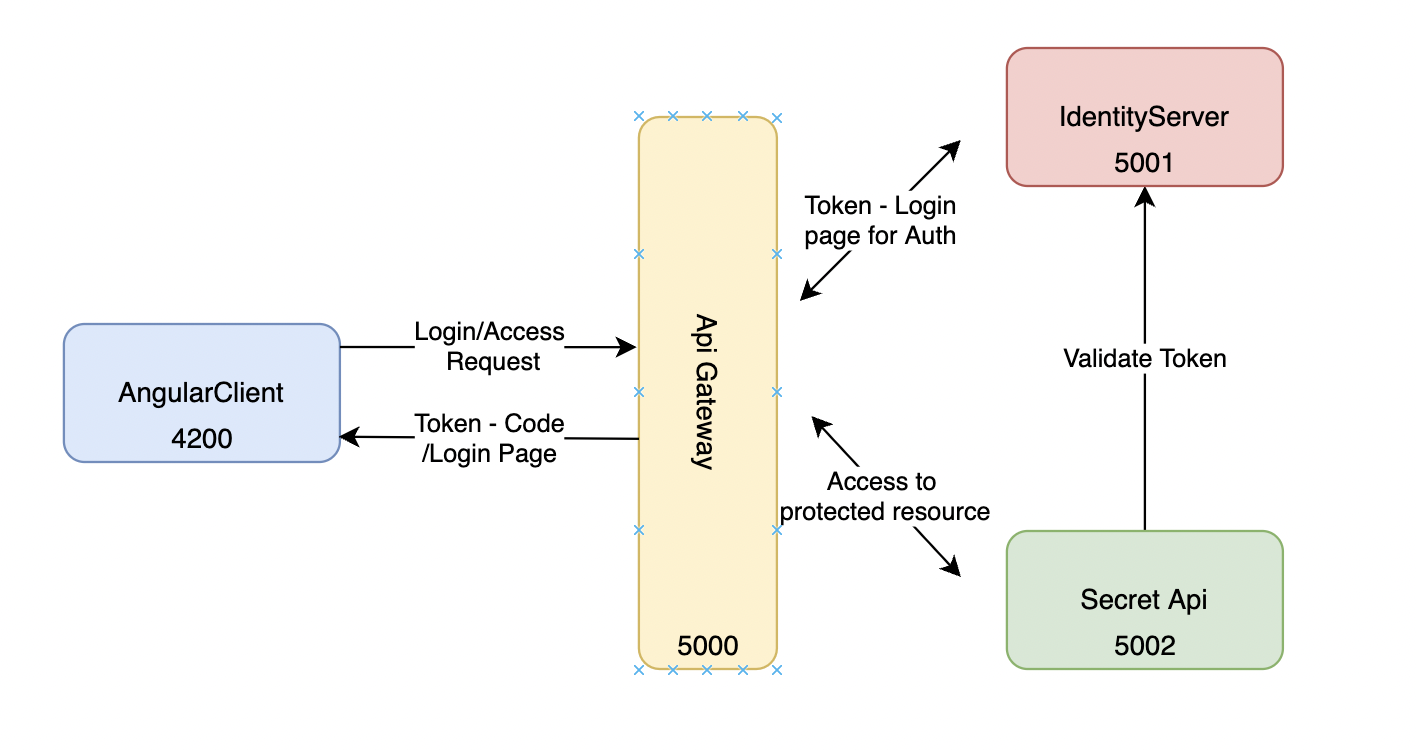 AngularClient
4200
Login/Access
Request
Token - Code
/Login Page
Api Gateway
5000
Token - Login
page for Auth
Access to
protected resource
IdentityServer
5001
Validate Token
Secret Api
5002